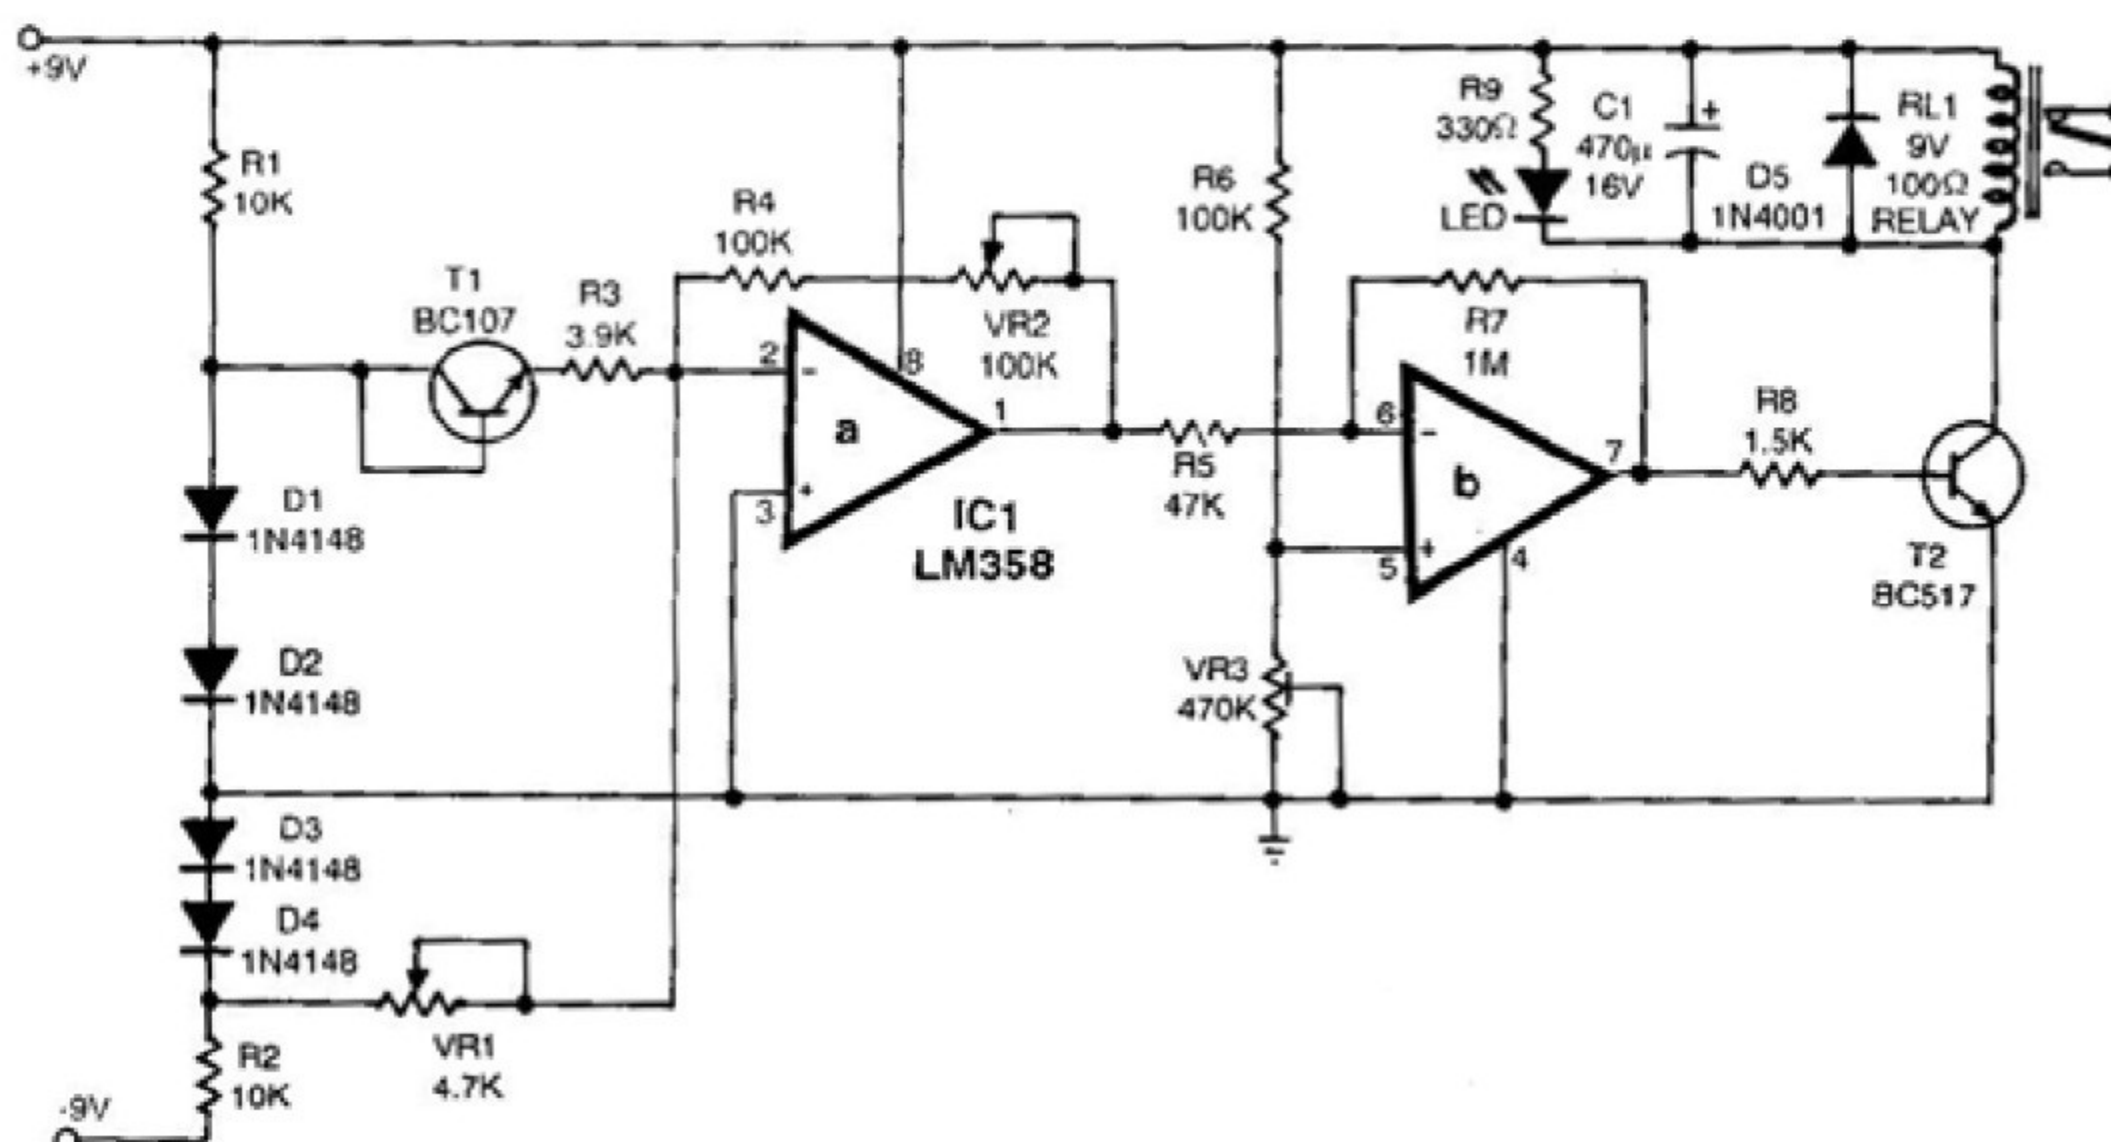 +9V
R1
10K
T1
BC107
R3
3.9K
R4
100K
VR2
100K
2
-
8
1
a
3
+
IC1
LM358
R5
47K
R6
100K
R7
1M
6
-
7
b
5
+
4
R8
1.5K
T2
BC517
R9
330Ω
LED
C1
+
470µ
16V
D5
1N4001
RL1
9V
100Ω
RELAY
D1
1N4148
D2
1N4148
VR3
470K
D3
1N4148
D4
1N4148
VR1
4.7K
R2
10K
-9V